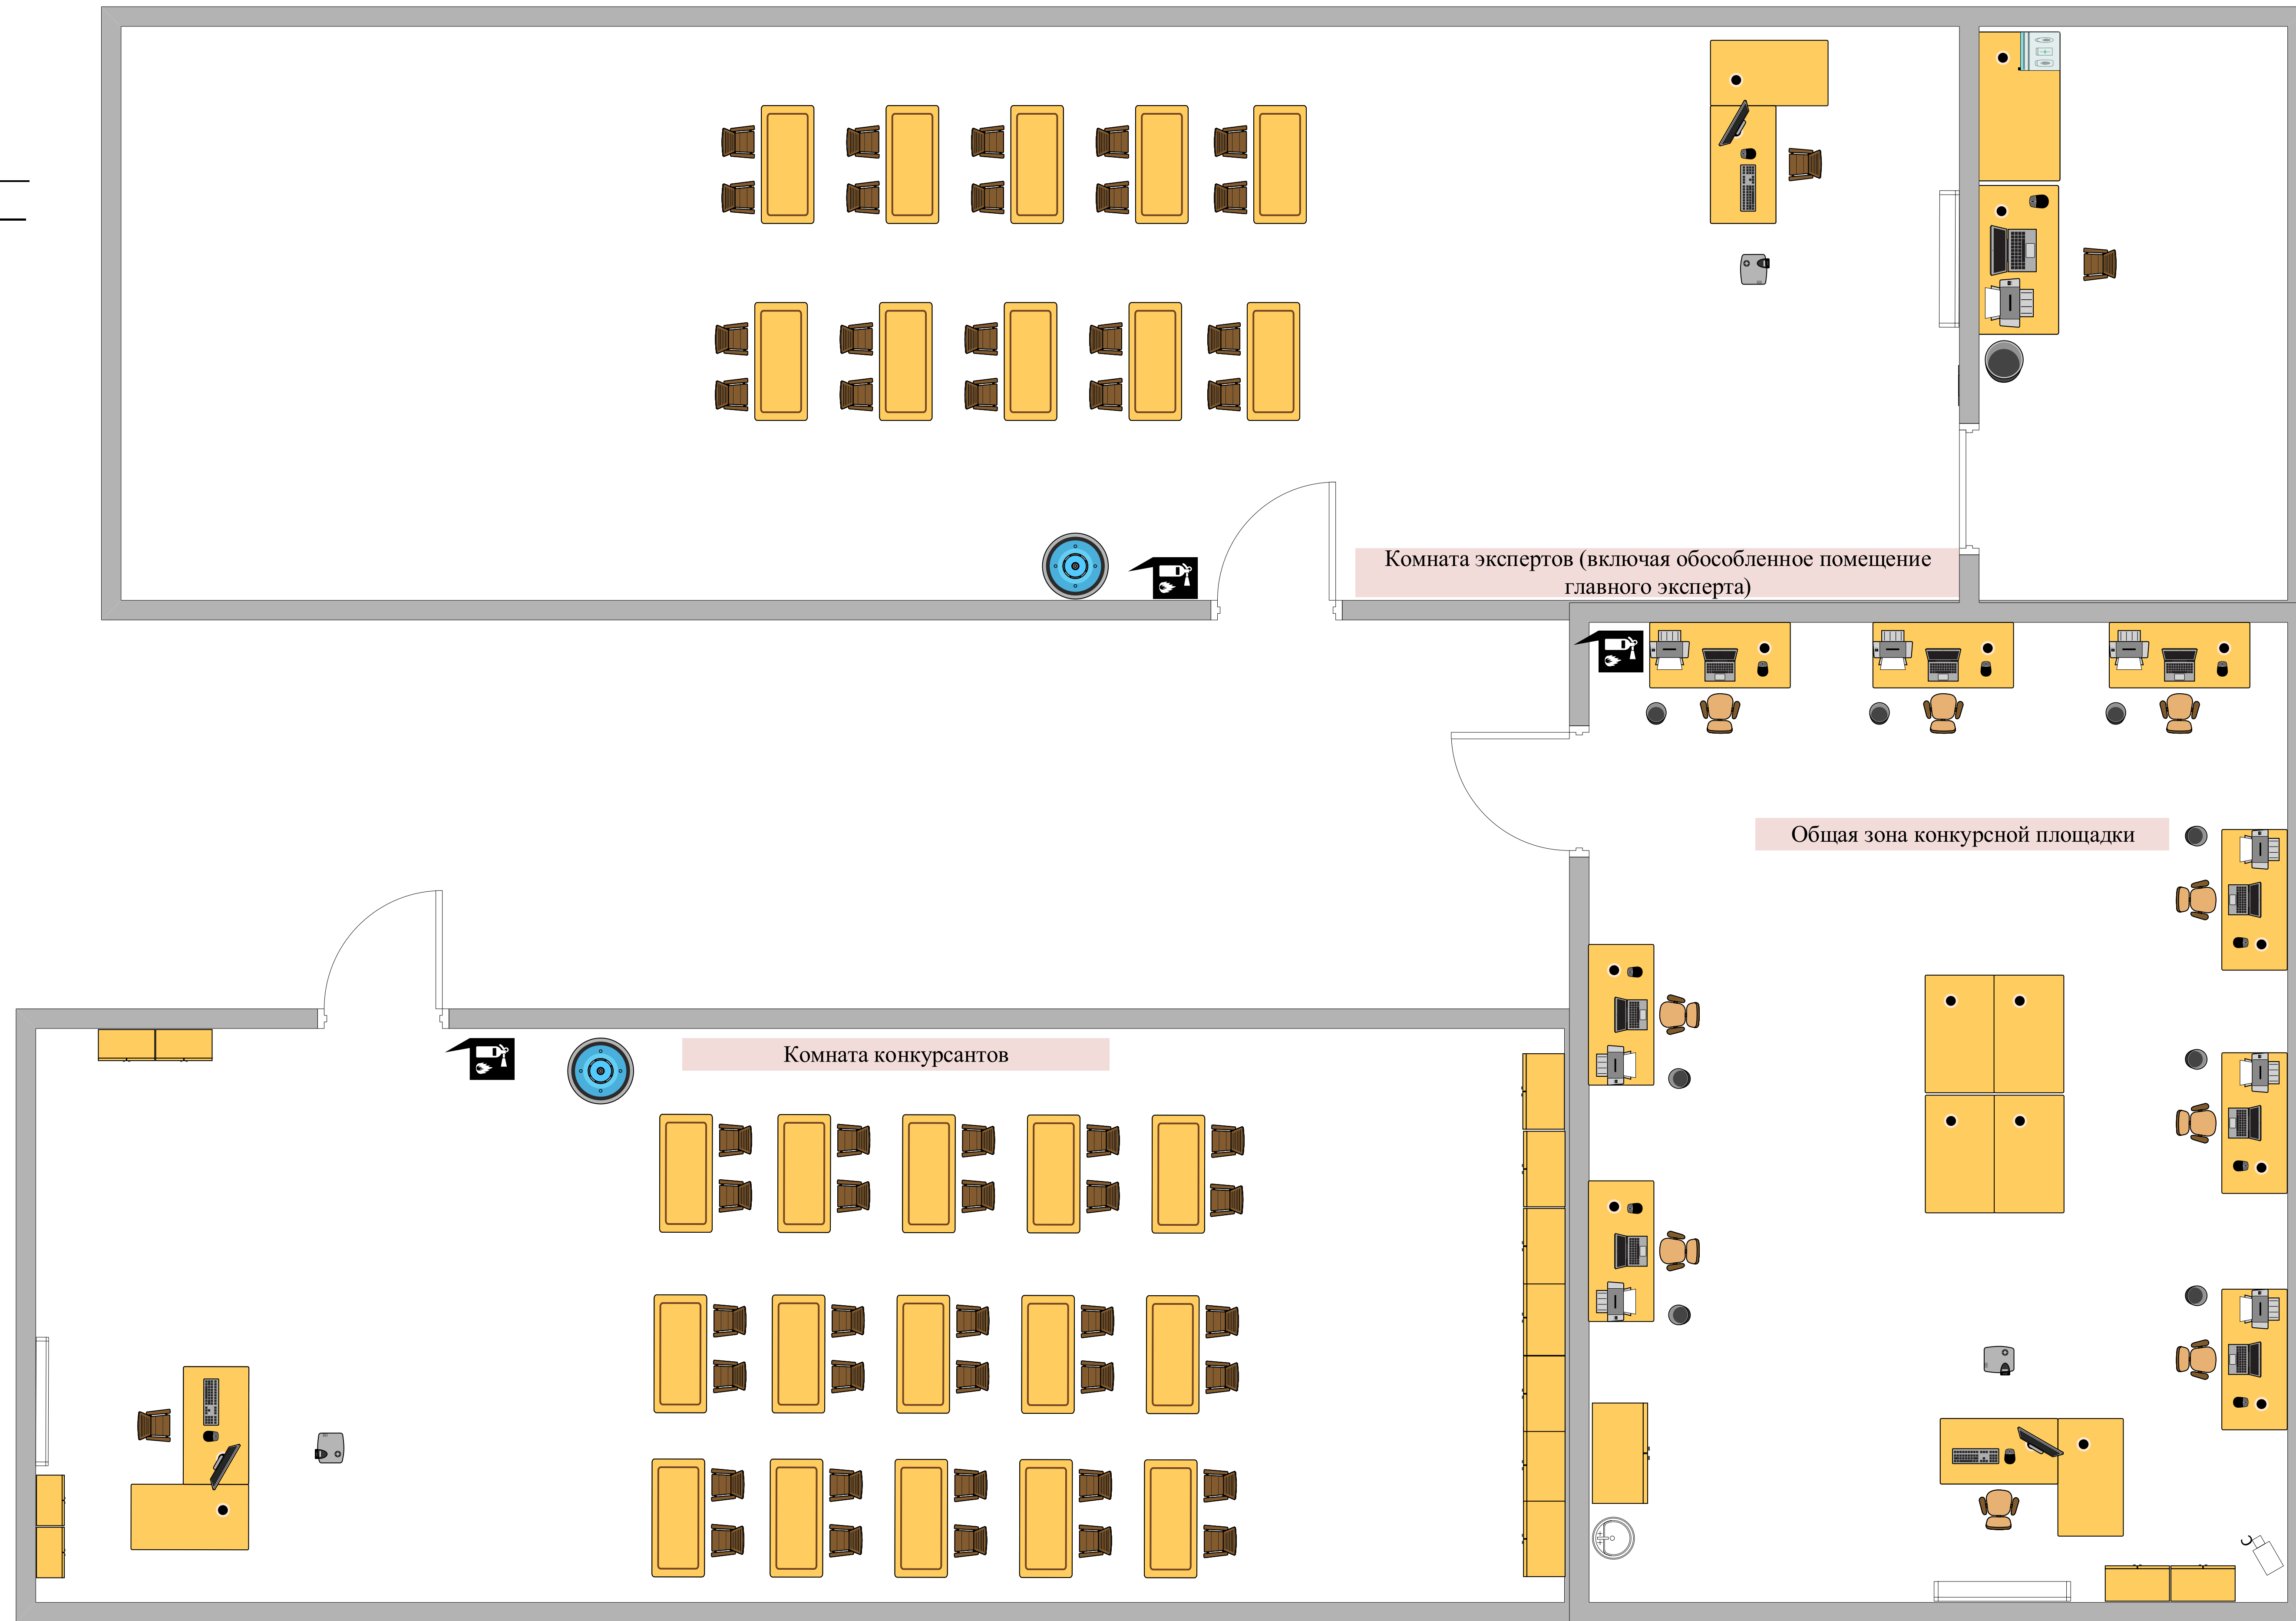 Комната экспертов (включая обособленное помещение
главного эксперта)
Общая зона конкурсной площадки
Комната конкурсантов